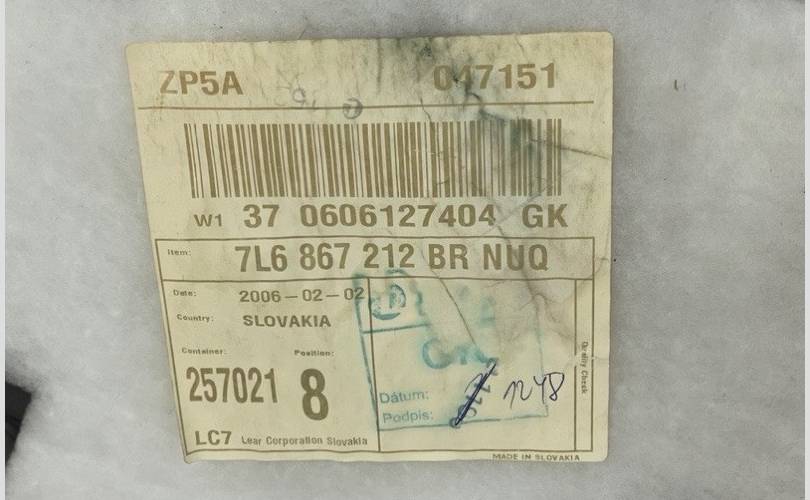 ZP5A 047151
W1 37 0606127404 GK
Item: 7L6 867 212 BR NUQ
Date: 2006-02-02
Country: SLOVAKIA
Container: Position:
257021 8
LC7 Lear Corporation Slovakia
Dátum:
Podpis:
1248
Quality Check
MADE IN SLOVAKIA